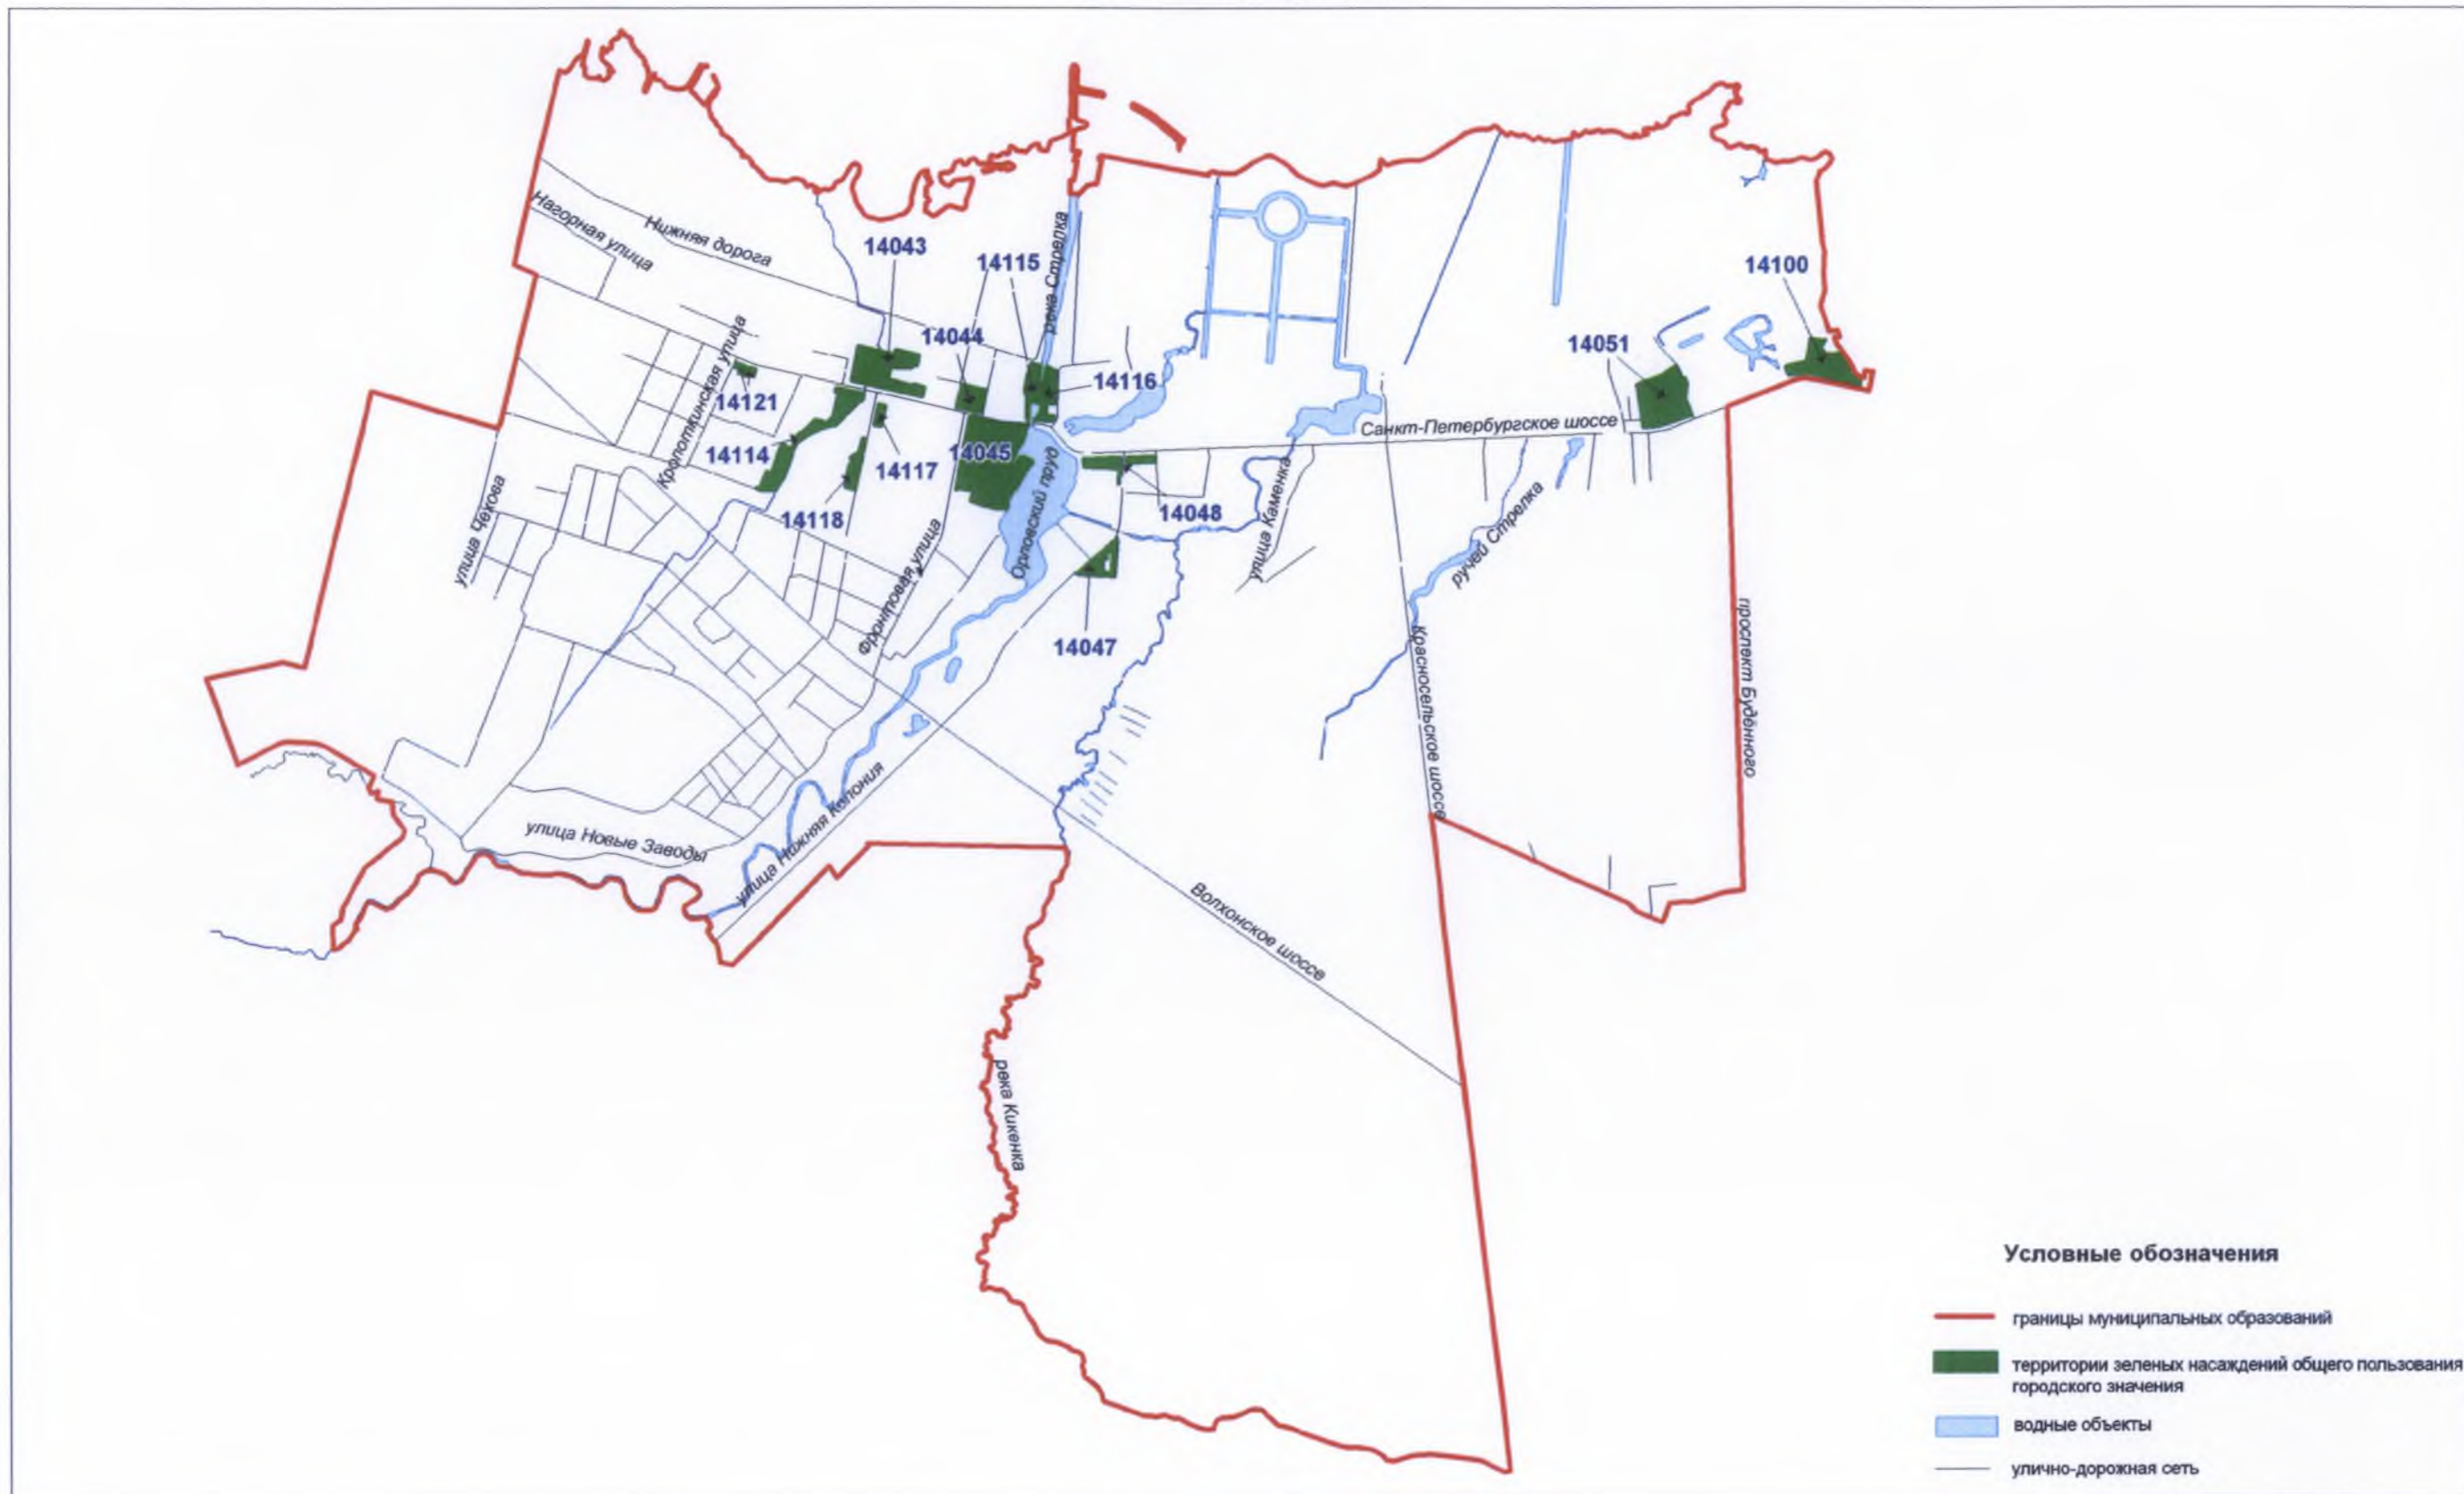 Нагорная улица
Нижняя дорога
14043
14115
река Стрелка
14100
14044
14051
Кропоткинская улица
14116
14121
Санкт-Петербургское шоссе
14114
14045
14117
Орловский пруд
улица Чехова
14118
14048
улица Каменка
ручей Стрелка
Фронтовая улица
14047
Красносельское шоссе
проспект Будённого
улица Новые Заводы
улица Нижняя Колония
Волхонское шоссе
река Кикенка
Условные обозначения
границы муниципальных образований
территории зеленых насаждений общего пользования
городского значения
водные объекты
улично-дорожная сеть